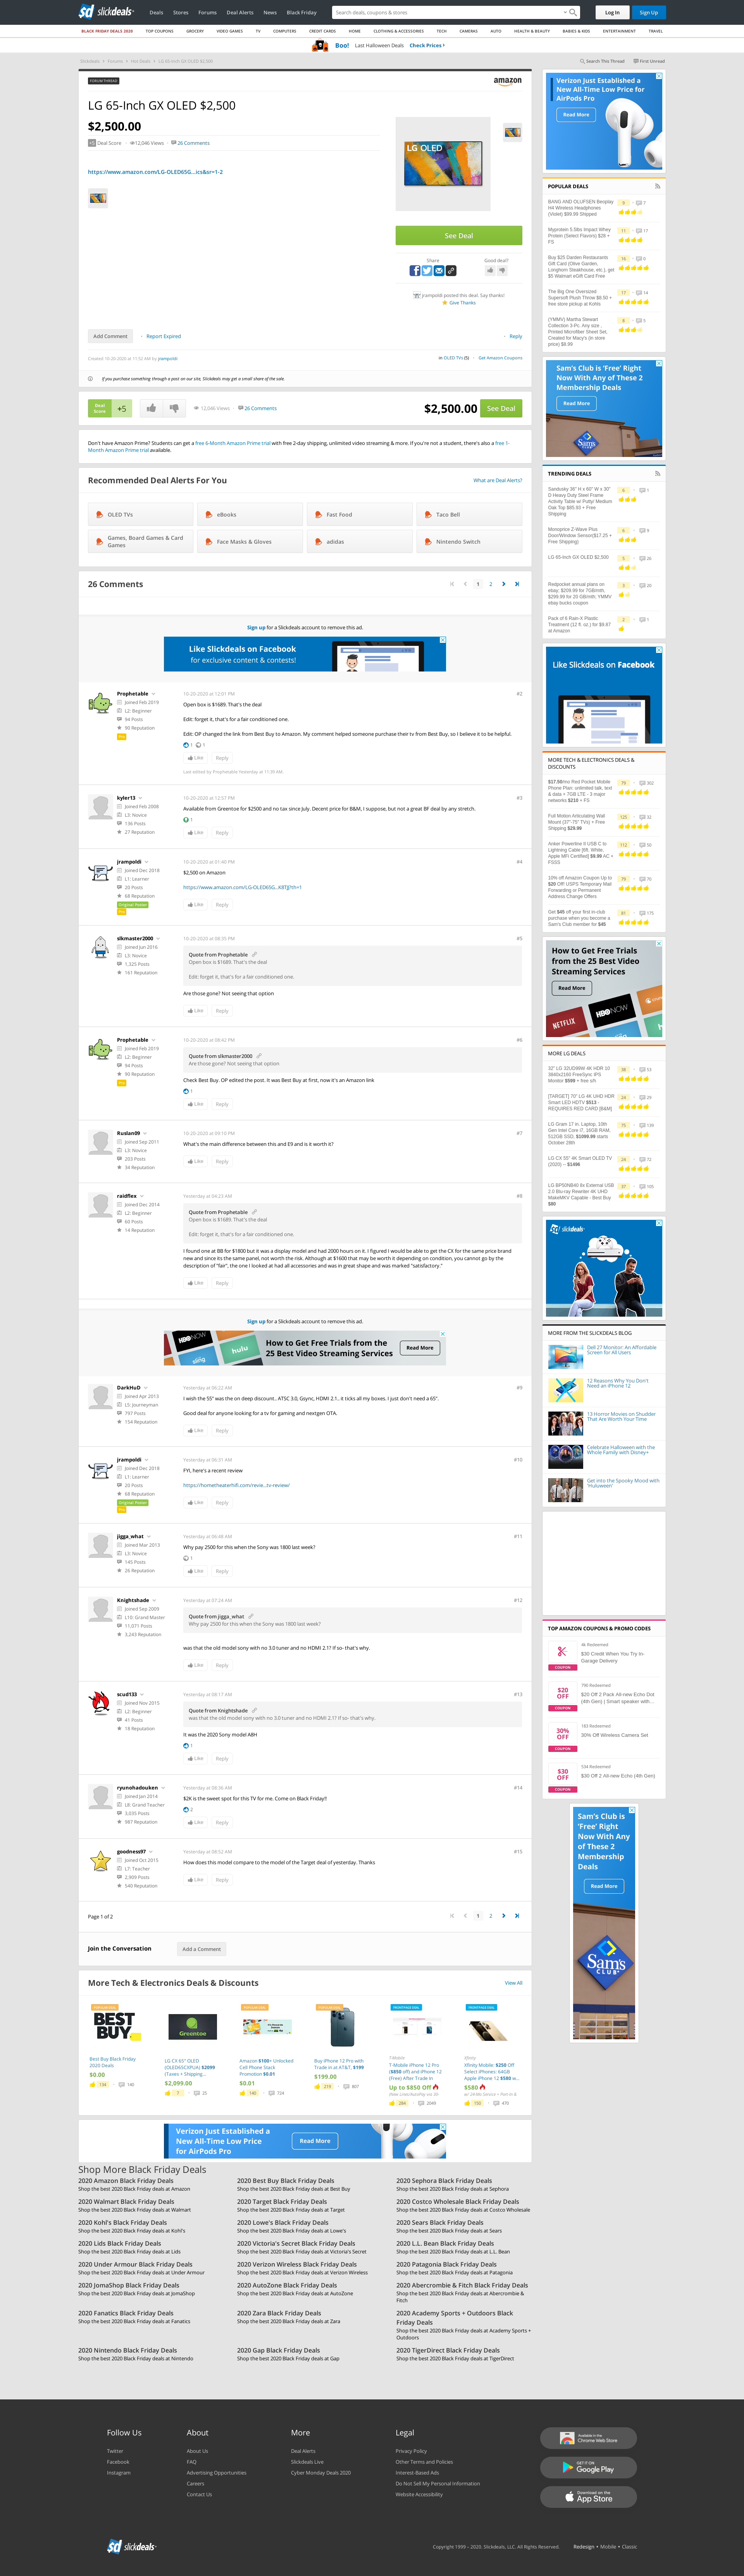 slickdeals
Deals
Stores
Forums
Deal Alerts
News
Black Friday
Search deals, coupons & stores
Log In
Sign Up
BLACK FRIDAY DEALS 2020
TOP COUPONS
GROCERY
VIDEO GAMES
TV
COMPUTERS
CREDIT CARDS
HOME
CLOTHING & ACCESSORIES
TECH
CAMERAS
AUTO
HEALTH & BEAUTY
BABIES & KIDS
ENTERTAINMENT
TRAVEL
Boo! Last Halloween Deals Check Prices
Slickdeals › Forums › Hot Deals › LG 65-Inch GX OLED $2,500
Search This Thread
First Unread
FORUM THREAD
amazon
LG 65-Inch GX OLED $2,500
$2,500.00
+5 Deal Score 12,046 Views 26 Comments
https://www.amazon.com/LG-OLED65G...ics&sr=1-2
LG OLED
See Deal
Share
Good deal?
jrampoldi posted this deal. Say thanks!
Give Thanks
Add Comment
Report Expired
Reply
Created 10-20-2020 at 11:52 AM by jrampoldi
in OLED TVs (5) Get Amazon Coupons
If you purchase something through a post on our site, Slickdeals may get a small share of the sale.
Deal Score +5
12,046 Views 26 Comments
$2,500.00 See Deal
Don't have Amazon Prime? Students can get a free 6-Month Amazon Prime trial with free 2-day shipping, unlimited video streaming & more. If you're not a student, there's also a free 1-
Month Amazon Prime trial available.
Recommended Deal Alerts For You
What are Deal Alerts?
OLED TVs
eBooks
Fast Food
Taco Bell
Games, Board Games & Card Games
Face Masks & Gloves
adidas
Nintendo Switch
26 Comments
1 2
Sign up for a Slickdeals account to remove this ad.
Like Slickdeals on Facebook
for exclusive content & contests!
Prophetable
Joined Feb 2019
L2: Beginner
94 Posts
90 Reputation
Pro
10-20-2020 at 12:01 PM
#2
Open box is $1689. That's the deal
Edit: forget it, that's for a fair conditioned one.
Edit: OP changed the link from Best Buy to Amazon. My comment helped someone purchase their tv from Best Buy, so I believe it to be helpful.
1 1
Like Reply
Last edited by Prophetable Yesterday at 11:39 AM.
kyler13
Joined Feb 2008
L3: Novice
136 Posts
27 Reputation
10-20-2020 at 12:57 PM
#3
Available from Greentoe for $2500 and no tax since July. Decent price for B&M, I suppose, but not a great BF deal by any stretch.
1
Like Reply
jrampoldi
Joined Dec 2018
L1: Learner
20 Posts
68 Reputation
Original Poster
Pro
10-20-2020 at 01:49 PM
#4
$2,500 on Amazon
https://www.amazon.com/LG-OLED65G...K8TJJ?th=1
Like Reply
slkmaster2000
Joined Jun 2016
L3: Novice
1,325 Posts
161 Reputation
10-20-2020 at 08:35 PM
#5
Quote from Prophetable
Open box is $1689. That's the deal
Edit: forget it, that's for a fair conditioned one.
Are those gone? Not seeing that option
Like Reply
Prophetable
Joined Feb 2019
L2: Beginner
94 Posts
90 Reputation
Pro
10-20-2020 at 08:42 PM
#6
Quote from slkmaster2000
Are those gone? Not seeing that option
Check Best Buy. OP edited the post. It was Best Buy at first, now it's an Amazon link
1
Like Reply
Ruslan09
Joined Sep 2011
L3: Novice
203 Posts
34 Reputation
10-20-2020 at 09:10 PM
#7
What's the main difference between this and the E9 and is it worth it?
Like Reply
raidflex
Joined Dec 2014
L2: Beginner
60 Posts
14 Reputation
Yesterday at 04:23 AM
#8
Quote from Prophetable
Open box is $1689. That's the deal
Edit: forget it, that's for a fair conditioned one.
I found one at BB for $1800 but it was a display model and had 2000 hours on it. I figured I would be able to get the CX for the same price brand
new and since its the same panel, not worth the risk. Although at $1600 that may be worth it depending on the condition, you cannot go by the
description of "fair", the one I looked at had all accessories and was in great shape and was marked "satisfactory."
Like Reply
Sign up for a Slickdeals account to remove this ad.
How to Get Free Trials from the
25 Best Video Streaming Services
Read More
DarkHuD
Joined Apr 2013
L5: Journeyman
797 Posts
154 Reputation
Yesterday at 06:22 AM
#9
I wish the 55" was this on deep discount.. ATSC 3.0, Gsync, HDMI 2.1.. it ticks all my boxes. I just don't need a 65".
Good deal for anyone looking for a tv for gaming and nextgen OTA.
Like Reply
jrampoldi
Joined Dec 2018
L1: Learner
20 Posts
68 Reputation
Original Poster
Pro
Yesterday at 06:31 AM
#10
FYI, here's a recent review
https://hometheaterhifi.com/revie...tv-review/
Like Reply
jigga_what
Joined Mar 2013
L3: Novice
145 Posts
26 Reputation
Yesterday at 06:48 AM
#11
Why pay 2500 for this when the Sony was 1800 last week?
1
Like Reply
Knightshade
Joined Sep 2009
L10: Grand Master
11,071 Posts
3,243 Reputation
Yesterday at 07:24 AM
#12
Quote from jigga_what
Why pay 2500 for this when the Sony was 1800 last week?
was that the old model sony with no 3.0 tuner and no HDMI 2.1? If so- that's why.
Like Reply
scud133
Joined Nov 2015
L2: Beginner
41 Posts
18 Reputation
Yesterday at 08:17 AM
#13
Quote from Knightshade
was that the old model sony with no 3.0 tuner and no HDMI 2.1? If so- that's why.
It was the 2020 Sony model A8H
1
Like Reply
ryunohadouken
Joined Jan 2014
L8: Grand Teacher
3,035 Posts
987 Reputation
Yesterday at 08:36 AM
#14
$2K is the sweet spot for this TV for me. Come on Black Friday!!
2
Like Reply
goodness97
Joined Oct 2015
L7: Teacher
2,909 Posts
540 Reputation
Yesterday at 08:52 AM
#15
How does this model compare to the model of the Target deal of yesterday. Thanks
Like Reply
Page 1 of 2
1 2
Join the Conversation
Add a Comment
More Tech & Electronics Deals & Discounts
View All
Best Buy Black Friday 2020 Deals
$0.00
LG CX 65" OLED (OLED65CXPUA) $2099 (Taxes + Shipping...
$2,099.00
Amazon $100+ Unlocked Cell Phone Stack Promotion $0.01
$0.01
Buy iPhone 12 Pro with Trade in at AT&T, $199
$199.00
T-Mobile
T-Mobile iPhone 12 Pro ($850 off) and iPhone 12 (Free) After Trade In
Up to $850 Off
Xfinity
Xfinity Mobile: $250 Off Select iPhones: 64GB Apple iPhone 12 $580 w...
$580
Verizon Just Established a
New All-Time Low Price
for AirPods Pro
Read More
Shop More Black Friday Deals
2020 Amazon Black Friday Deals
Shop the best 2020 Black Friday deals at Amazon
2020 Best Buy Black Friday Deals
Shop the best 2020 Black Friday deals at Best Buy
2020 Sephora Black Friday Deals
Shop the best 2020 Black Friday deals at Sephora
2020 Walmart Black Friday Deals
Shop the best 2020 Black Friday deals at Walmart
2020 Target Black Friday Deals
Shop the best 2020 Black Friday deals at Target
2020 Costco Wholesale Black Friday Deals
Shop the best 2020 Black Friday deals at Costco Wholesale
2020 Kohl's Black Friday Deals
Shop the best 2020 Black Friday deals at Kohl's
2020 Lowe's Black Friday Deals
Shop the best 2020 Black Friday deals at Lowe's
2020 Sears Black Friday Deals
Shop the best 2020 Black Friday deals at Sears
2020 Lids Black Friday Deals
Shop the best 2020 Black Friday deals at Lids
2020 Victoria's Secret Black Friday Deals
Shop the best 2020 Black Friday deals at Victoria's Secret
2020 L.L. Bean Black Friday Deals
Shop the best 2020 Black Friday deals at L.L. Bean
2020 Under Armour Black Friday Deals
Shop the best 2020 Black Friday deals at Under Armour
2020 Verizon Wireless Black Friday Deals
Shop the best 2020 Black Friday deals at Verizon Wireless
2020 Patagonia Black Friday Deals
Shop the best 2020 Black Friday deals at Patagonia
2020 JomaShop Black Friday Deals
Shop the best 2020 Black Friday deals at JomaShop
2020 AutoZone Black Friday Deals
Shop the best 2020 Black Friday deals at AutoZone
2020 Abercrombie & Fitch Black Friday Deals
Shop the best 2020 Black Friday deals at Abercrombie & Fitch
2020 Fanatics Black Friday Deals
Shop the best 2020 Black Friday deals at Fanatics
2020 Zara Black Friday Deals
Shop the best 2020 Black Friday deals at Zara
2020 Academy Sports + Outdoors Black Friday Deals
Shop the best 2020 Black Friday deals at Academy Sports + Outdoors
2020 Nintendo Black Friday Deals
Shop the best 2020 Black Friday deals at Nintendo
2020 Gap Black Friday Deals
Shop the best 2020 Black Friday deals at Gap
2020 TigerDirect Black Friday Deals
Shop the best 2020 Black Friday deals at TigerDirect
Verizon Just Established a
New All-Time Low Price for
AirPods Pro
Read More
POPULAR DEALS
BANG AND OLUFSEN Beoplay H4 Wireless Headphones (Violet) $99.99 Shipped
Myprotein 5.5lbs Impact Whey Protein (Select Flavors) $28 + FS
Buy $25 Darden Restaurants Gift Card (Olive Garden, Longhorn Steakhouse, etc.), get $5 Walmart eGift Card Free
The Big One Oversized Supersoft Plush Throw $8.50 + free store pickup at Kohls
(YMMV) Martha Stewart Collection 3-Pc. Any size , Printed Microfiber Sheet Set, Created for Macy's (in store price) $6.99
Sam's Club is 'Free' Right
Now With Any of These 2
Membership Deals
Read More
TRENDING DEALS
Sandusky 36" H x 60" W x 30" D Heavy Duty Steel Frame Activity Table w/ Putty/ Medium Oak Top $85.93 + Free Shipping
Monoprice Z-Wave Plus Door/Window Sensor($17.25 + Free Shipping)
LG 65-Inch GX OLED $2,500
Redpocket annual plans on ebay: $209.99 for 7GB/mth, $299.99 for 20 GB/mth. YMMV ebay bucks coupon
Pack of 6 Rain-X Plastic Treatment (12 fl. oz.) for $9.87 at Amazon
Like Slickdeals on Facebook
MORE TECH & ELECTRONICS DEALS & DISCOUNTS
$17.50/mo Red Pocket Mobile Phone Plan: unlimited talk, text & data + 7GB LTE - 3 major networks $210 + FS
Full Motion Articulating Wall Mount (37"-75" TVs) + Free Shipping $29.99
Anker Powerline II USB C to Lightning Cable [6ft, White, Apple MFI Certified] $9.99 AC + FSSS
10% off Amazon Coupon Up to $20 Off! USPS Temporary Mail Forwarding or Permanent Address Change Offers
Get $45 off your first in-club purchase when you become a Sam's Club member for $45
How to Get Free Trials
from the 25 Best Video
Streaming Services
Read More
MORE LG DEALS
32" LG 32UD99W 4K HDR 10 3840x2160 FreeSync IPS Monitor $599 + free s/h
[TARGET] 70" LG 4K UHD HDR Smart LED HDTV $513 - REQUIRES RED CARD [B&M]
LG Gram 17 in. Laptop, 10th Gen Intel Core i7, 16GB RAM, 512GB SSD, $1099.99 starts October 28th
LG CX 55" 4K Smart OLED TV (2020) – $1496
LG BP50NB40 8x External USB 2.0 Blu-ray Rewriter 4K UHD MakeMKV Capable - Best Buy $80
slickdeals
MORE FROM THE SLICKDEALS BLOG
Dell 27 Monitor: An Affordable Screen for All Users
12 Reasons Why You Don't Need an iPhone 12
13 Horror Movies on Shudder That Are Worth Your Time
Celebrate Halloween with the Whole Family with Disney+
Get into the Spooky Mood with 'Huluween'
TOP AMAZON COUPONS & PROMO CODES
COUPON
$30 Credit When You Try In-Garage Delivery
$20 OFF COUPON
$20 Off 2 Pack All-new Echo Dot (4th Gen) | Smart speaker with...
30% OFF COUPON
183 Redeemed
30% Off Wireless Camera Set
$30 OFF COUPON
534 Redeemed
$30 Off 2 All-new Echo (4th Gen)
Sam's Club is
'Free' Right
Now With Any
of These 2
Membership
Deals
Read More
Sam's
CLUB
Follow Us
Twitter
Facebook
Instagram
About
About Us
FAQ
Advertising Opportunities
Careers
Contact Us
More
Deal Alerts
Slickdeals Live
Cyber Monday Deals 2020
Legal
Privacy Policy
Other Terms and Policies
Interest-Based Ads
Do Not Sell My Personal Information
Website Accessibility
Available in the Chrome Web Store
GET IT ON Google Play
Download on the App Store
slickdeals
Copyright 1999 - 2020. Slickdeals, LLC. All Rights Reserved.
Redesign • Mobile • Classic